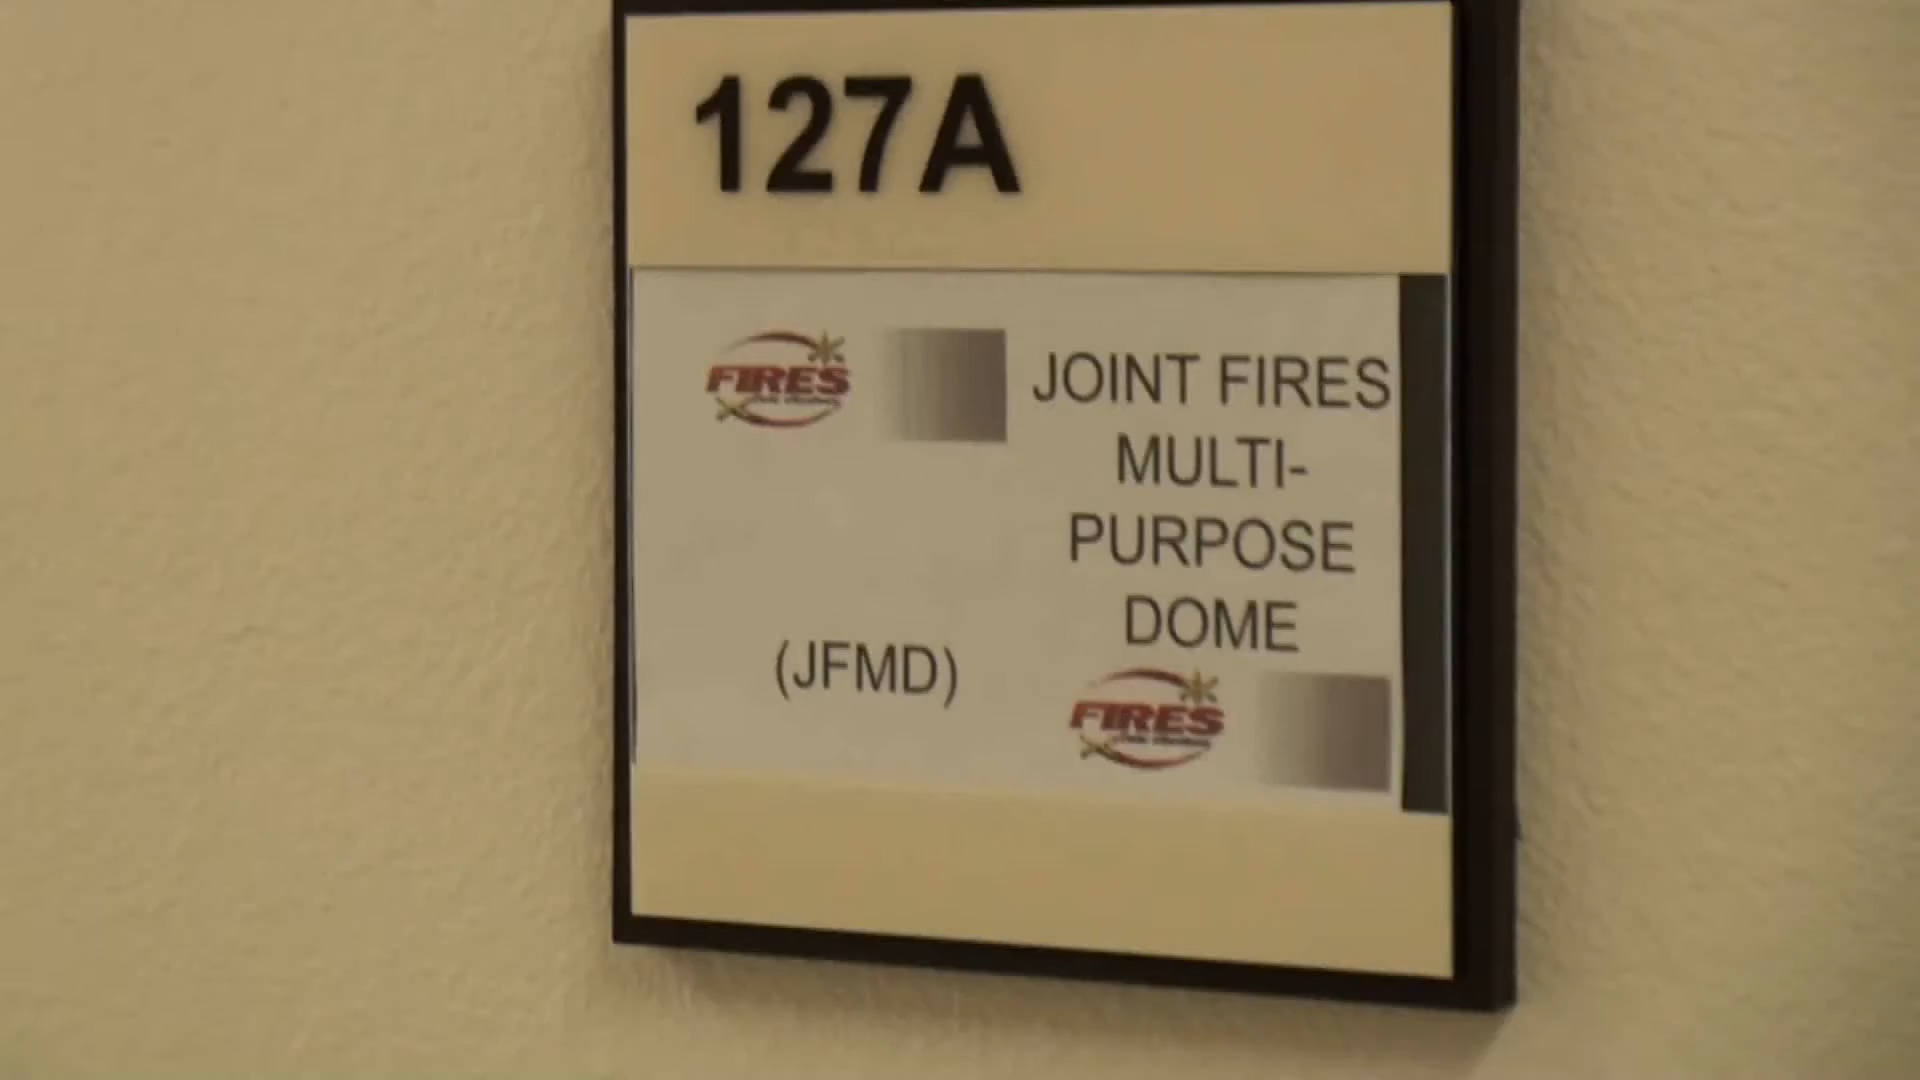 127A
FIRES
JOINT FIRES
MULTI-
PURPOSE
DOME
(JFMD)
FIRES